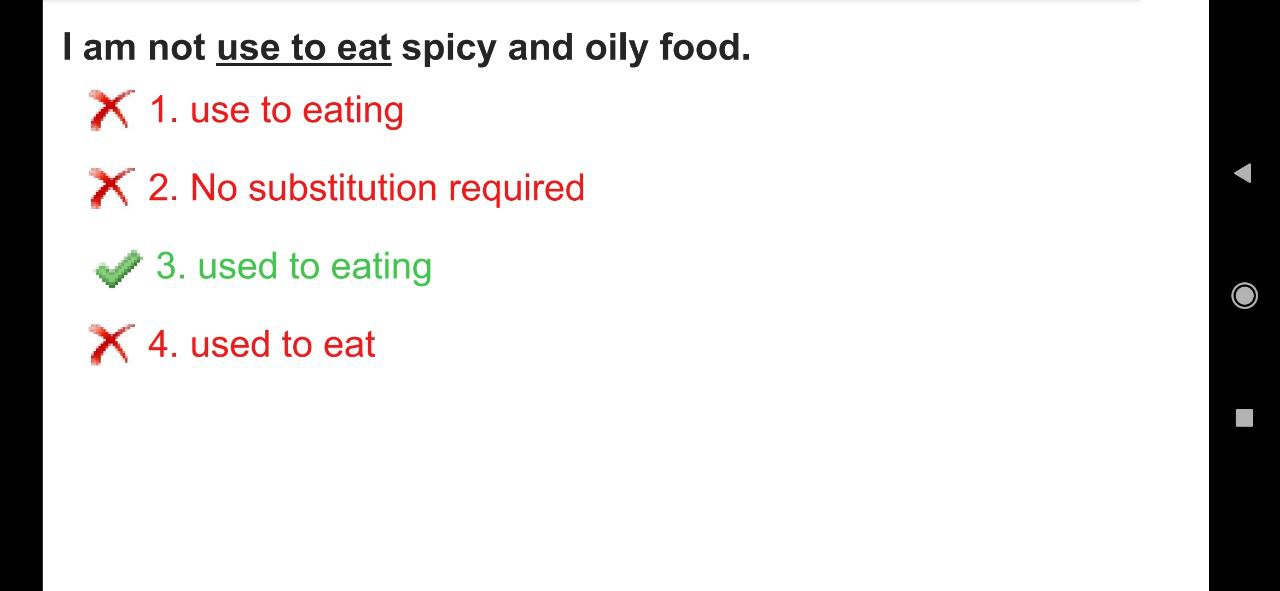 I am not use to eat spicy and oily food.
1. use to eating
2. No substitution required
3. used to eating
4. used to eat